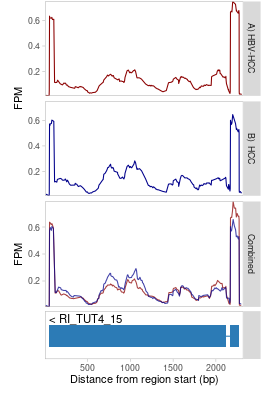 0.6
0.4
0.2
FPM
A) HBV-HCC
0.6
0.4
0.2
B) HCC
0.6
0.4
0.2
FPM
Combined
< RI_TUT4_15
500
1000
1500
2000
Distance from region start (bp)